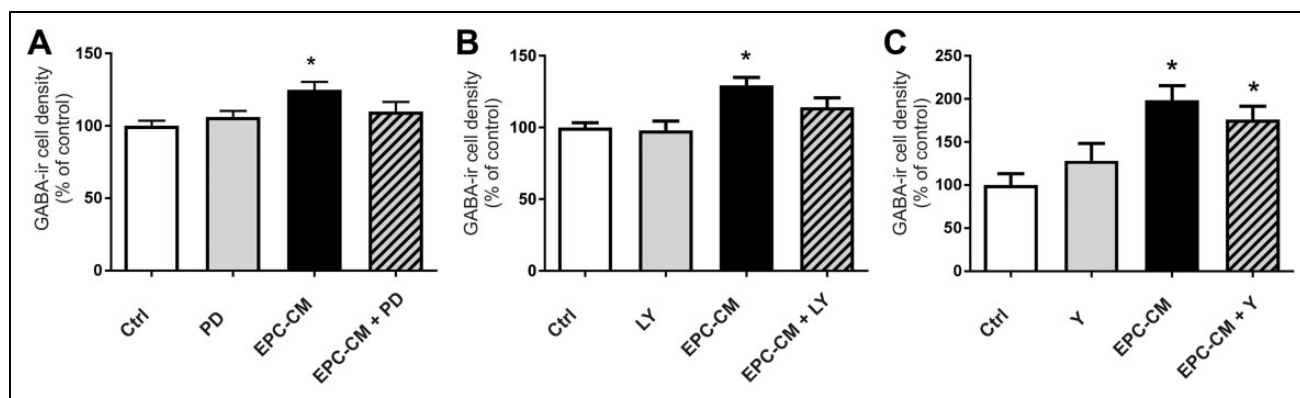 A
GABA-ir cell density
(% of control)
150
100
50
0
Ctrl
PD
*
EPC-CM
EPC-CM + PD
B
GABA-ir cell density
(% of control)
150
100
50
0
Ctrl
LY
*
EPC-CM
EPC-CM + LY
C
GABA-ir cell density
(% of control)
250
200
150
100
50
0
Ctrl
Y
*
EPC-CM
*
EPC-CM + Y